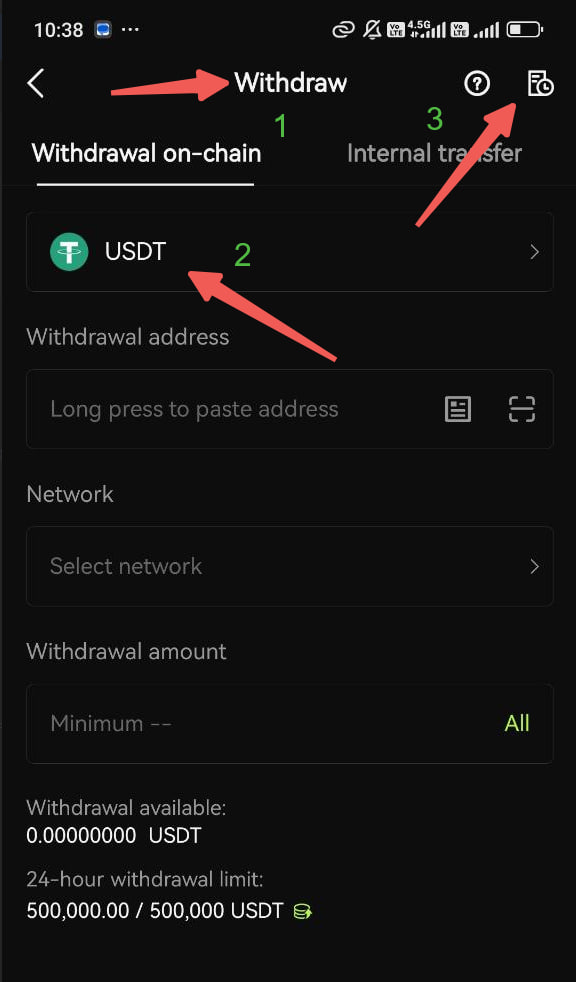 10:38 VoLTE 4.5G VoLTE
Withdraw
1
3
Withdrawal on-chain Internal transfer
USDT
2
Withdrawal address
Long press to paste address
Network
Select network
Withdrawal amount
Minimum --
All
Withdrawal available:
0.00000000 USDT
24-hour withdrawal limit:
500,000.00 / 500,000 USDT